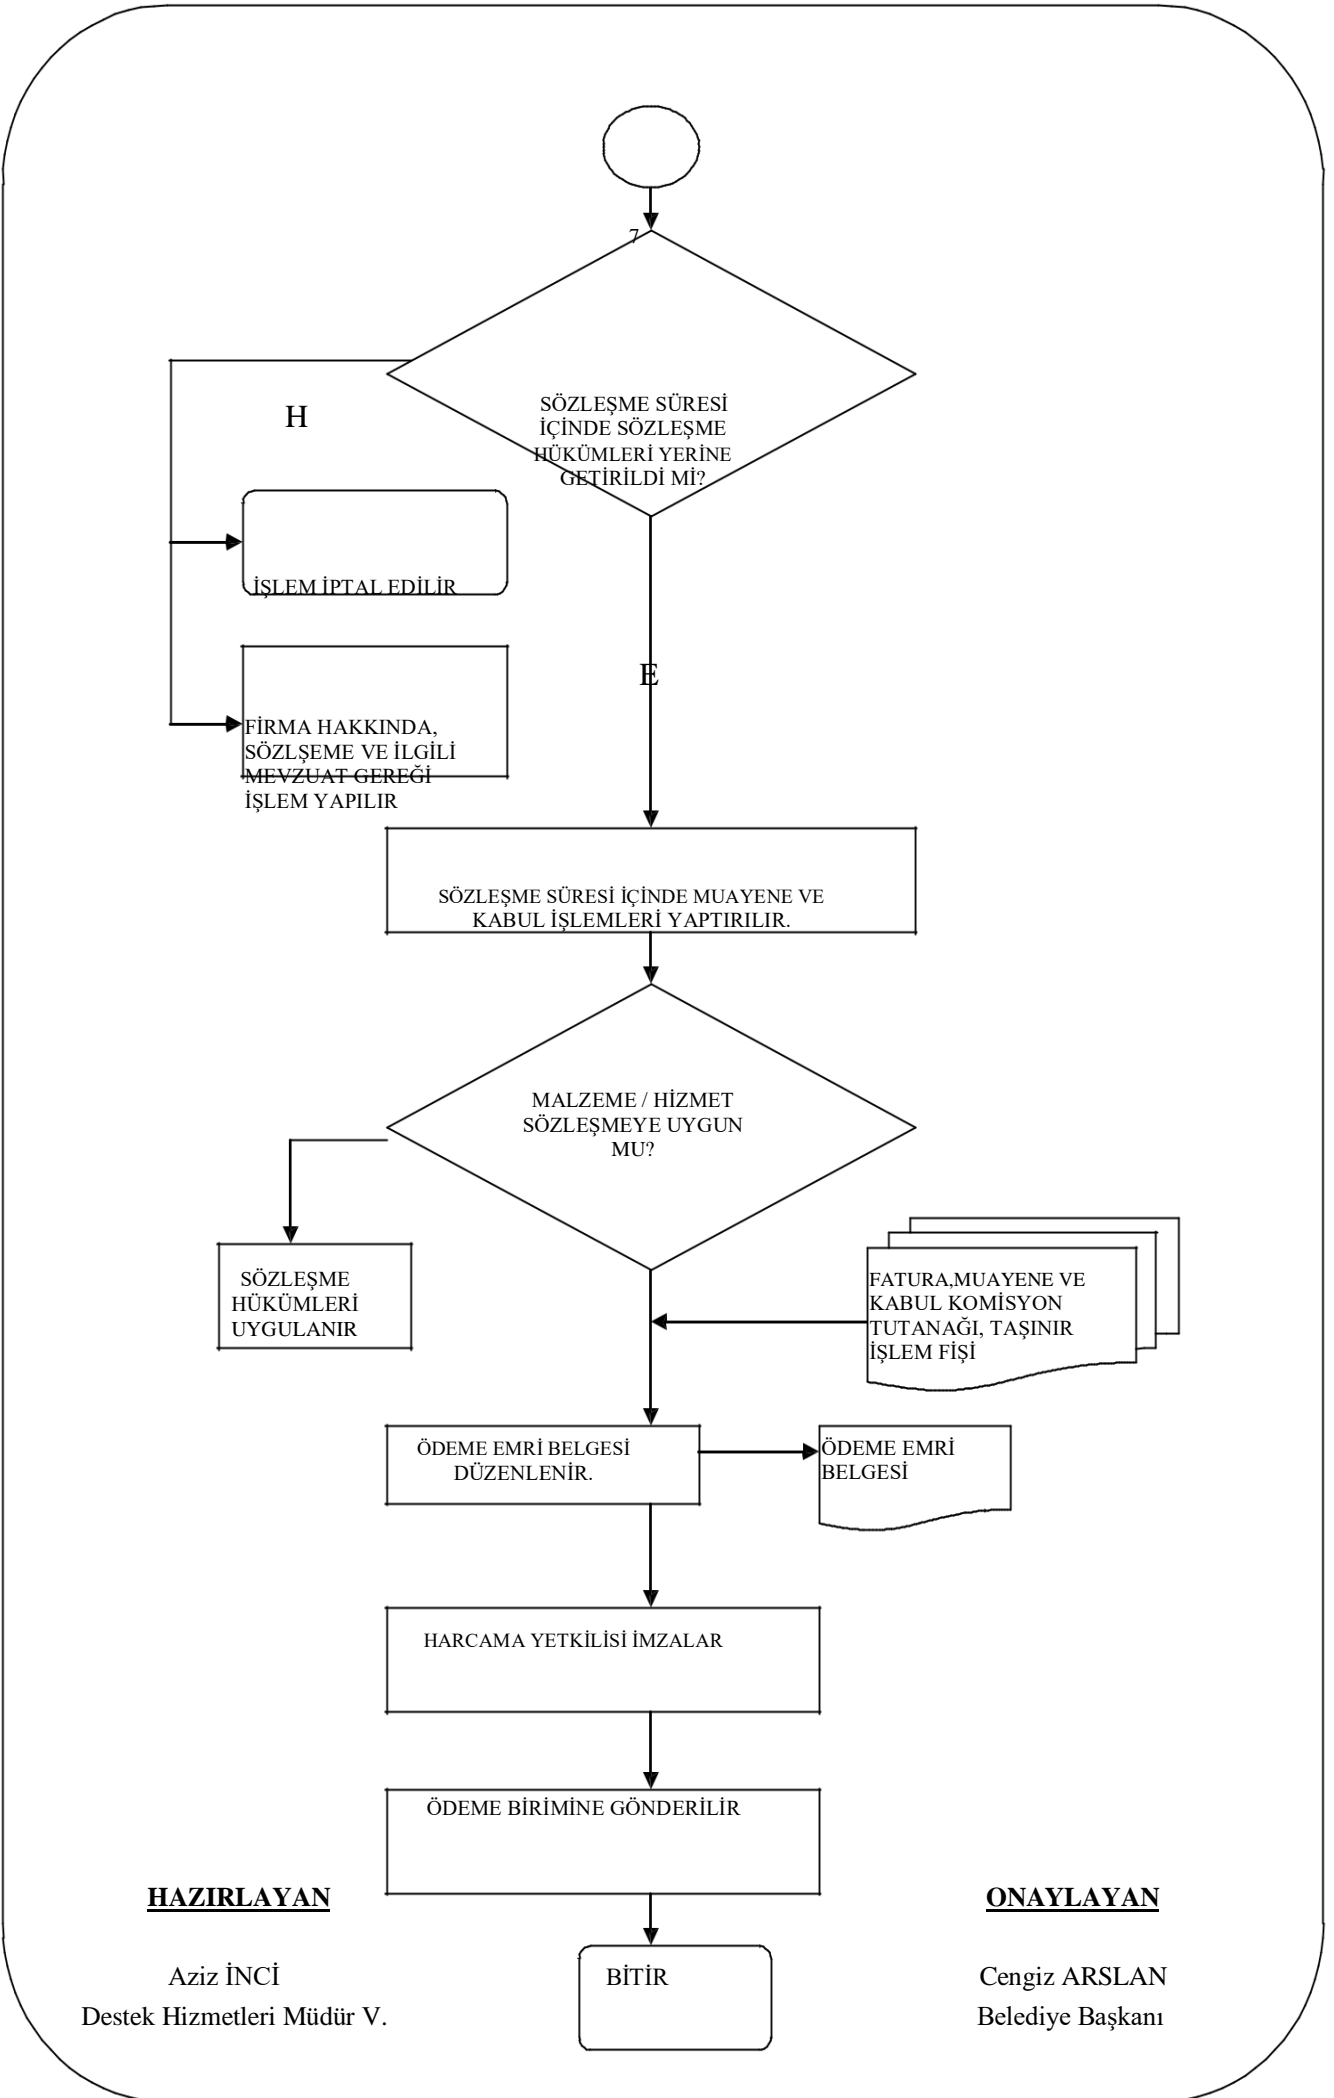 7
SÖZLEŞME SÜRESİ
İÇİNDE SÖZLEŞME
HÜKÜMLERİ YERİNE
GETİRİLDİ Mİ?
H
İŞLEM İPTAL EDİLİR
E
FİRMA HAKKINDA,
SÖZLŞEME VE İLGİLİ
MEVZUAT GEREĞİ
İŞLEM YAPILIR
SÖZLEŞME SÜRESİ İÇİNDE MUAYENE VE
KABUL İŞLEMLERİ YAPTIRILIR.
MALZEME / HİZMET
SÖZLEŞMEYE UYGUN
MU?
SÖZLEŞME
HÜKÜMLERİ
UYGULANIR
FATURA,MUAYENE VE
KABUL KOMİSYON
TUTANAĞI, TAŞINIR
İŞLEM FİŞİ
ÖDEME EMRİ BELGESİ
DÜZENLENİR.
ÖDEME EMRİ
BELGESİ
HARCAMA YETKİLİSİ İMZALAR
ÖDEME BİRİMİNE GÖNDERİLİR
HAZIRLAYAN
Aziz İNCİ
Destek Hizmetleri Müdür V.
BİTİR
ONAYLAYAN
Cengiz ARSLAN
Belediye Başkanı